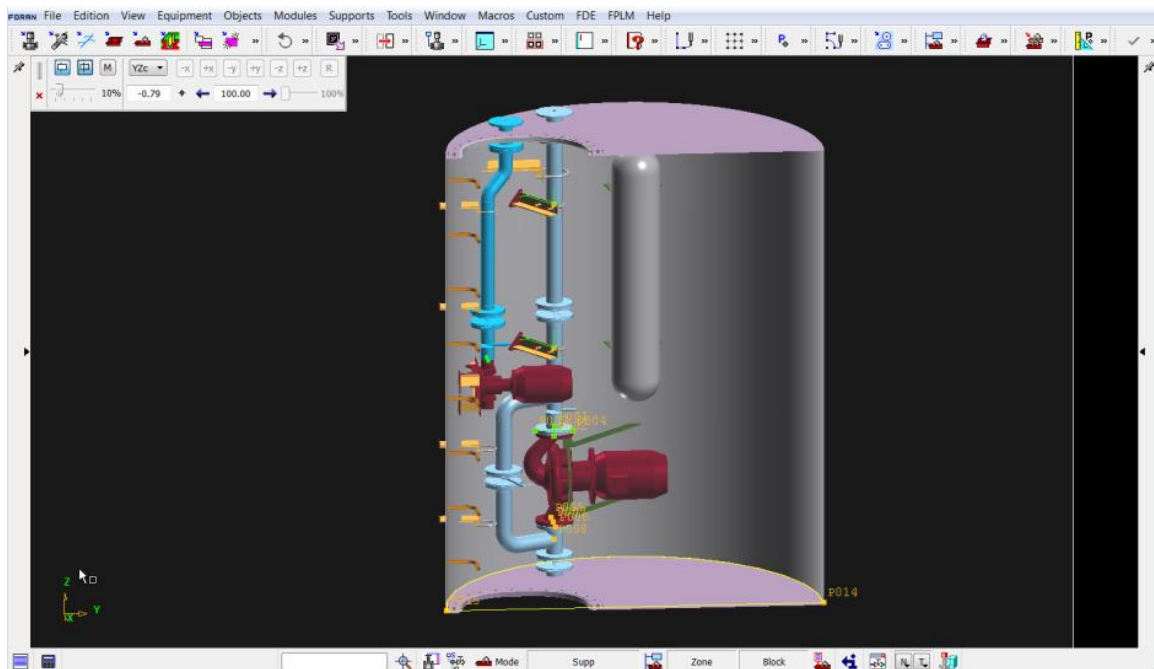 FORAN File Edition View Equipment Objects Modules Supports Tools Window Macros Custom FDE FPLM Help
M YZc -x +x -y +y -z +z R
10% -0.79 100.00 100%
P014
Z
Y
X
Mode Supp Zone Block N T